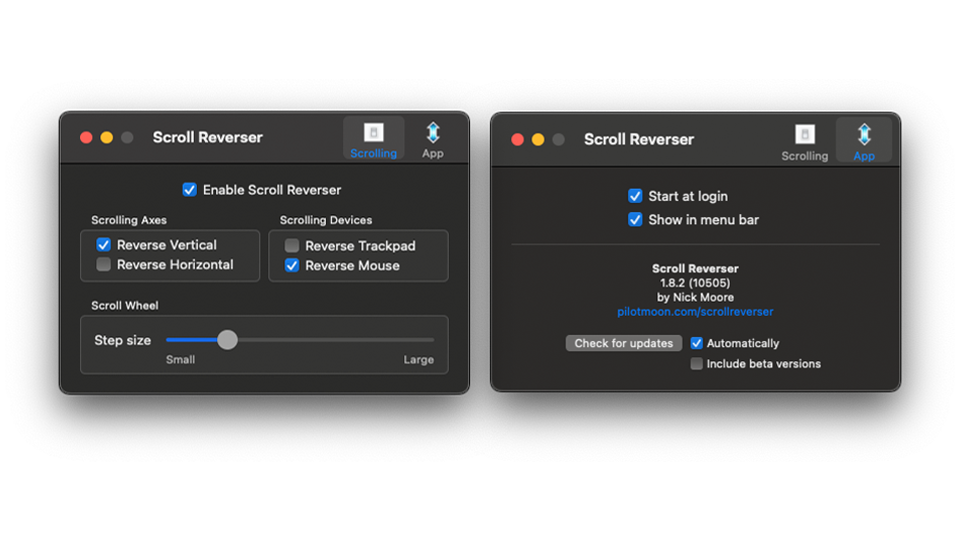 Scroll Reverser
Scrolling
App
Enable Scroll Reverser
Scrolling Axes
Reverse Vertical
Reverse Horizontal
Scrolling Devices
Reverse Trackpad
Reverse Mouse
Scroll Wheel
Step size
Small
Large
Scroll Reverser
Scrolling
App
Start at login
Show in menu bar
Scroll Reverser
1.8.2 (10505)
by Nick Moore
pilotmoon.com/scrollreverser
Check for updates
Automatically
Include beta versions